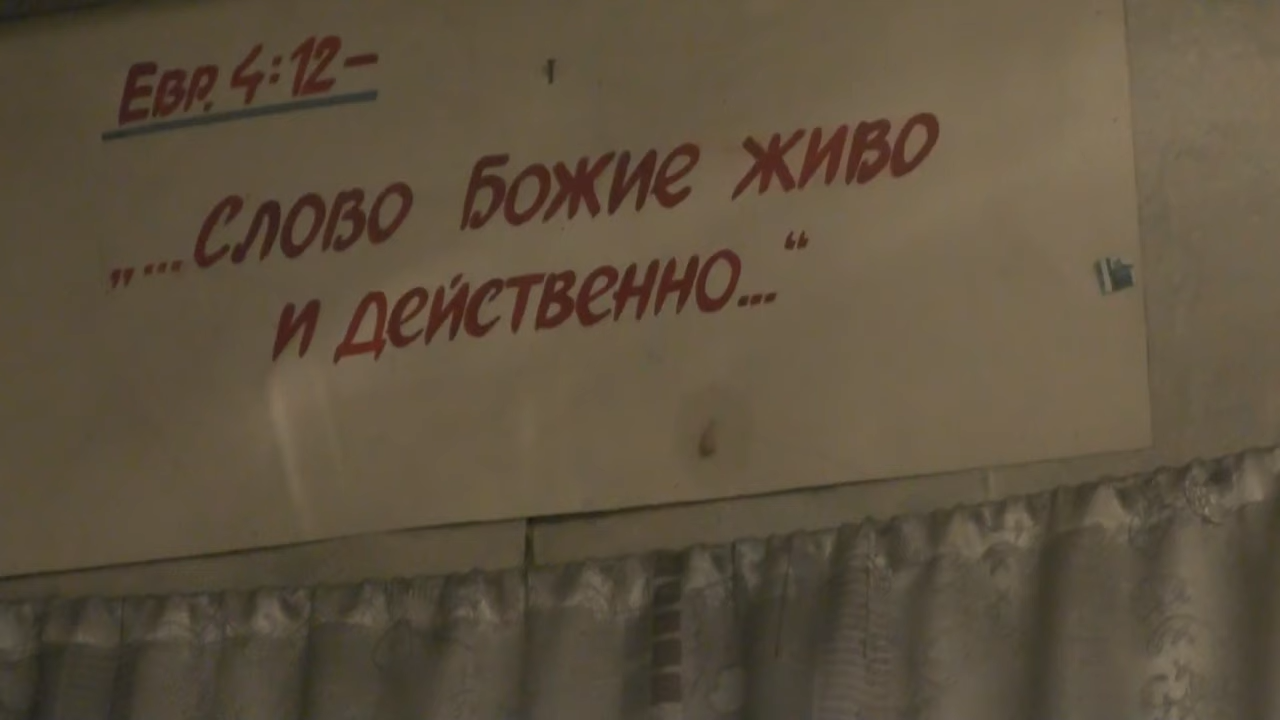 Евр. 4:12–
„...Слово Божие живо
и действенно...“